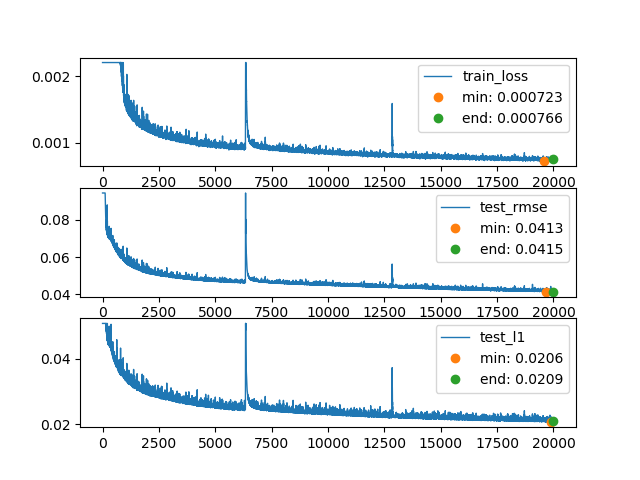 0.002
0.001
train_loss
min: 0.000723
end: 0.000766
0 2500 5000 7500 10000 12500 15000 17500 20000
0.08
0.06
0.04
test_rmse
min: 0.0413
end: 0.0415
0 2500 5000 7500 10000 12500 15000 17500 20000
0.04
0.02
test_l1
min: 0.0206
end: 0.0209
0 2500 5000 7500 10000 12500 15000 17500 20000